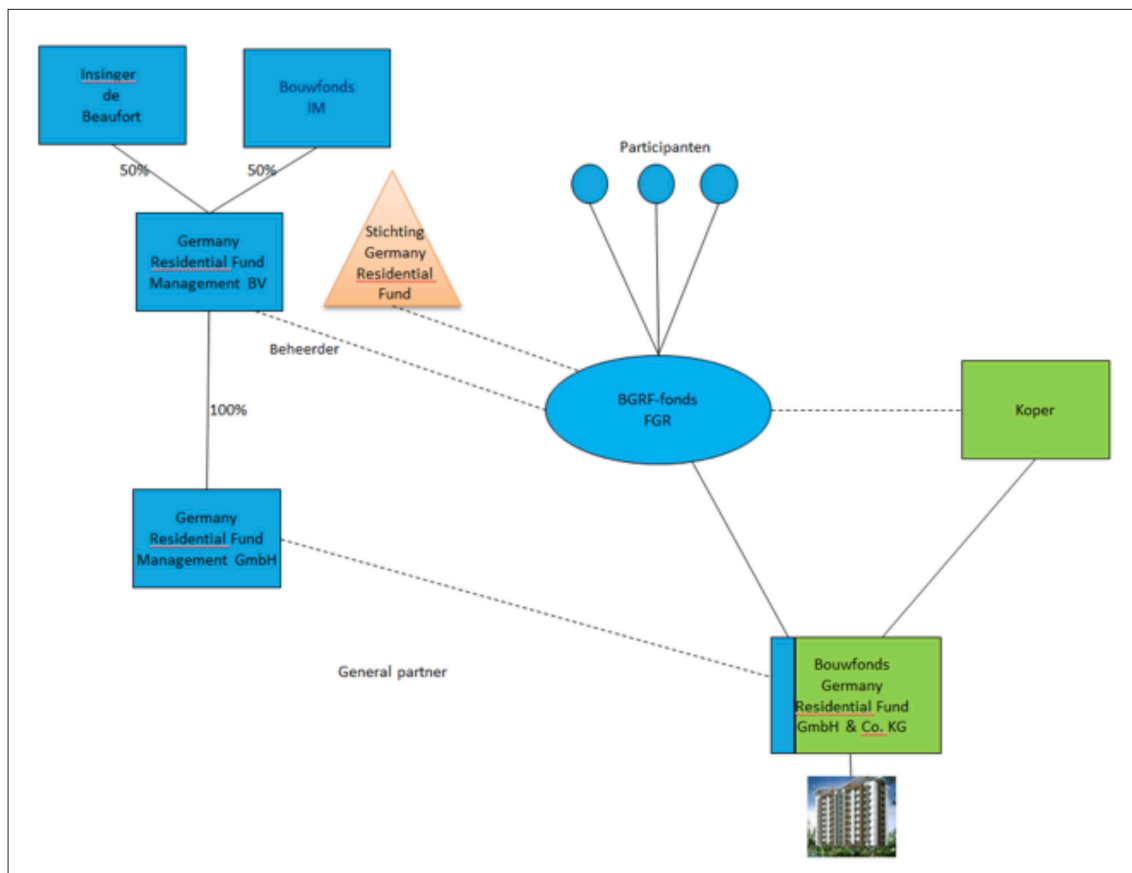 Insinger
de
Beaufort
Bouwfonds
IM
50%
50%
Participanten
Germany
Residential Fund
Management BV
Stichting
Germany
Residential
Fund
Beheerder
BGRF-fonds
FGR
Koper
100%
Germany
Residential Fund
Management GmbH
General partner
Bouwfonds
Germany
Residential Fund
GmbH & Co. KG